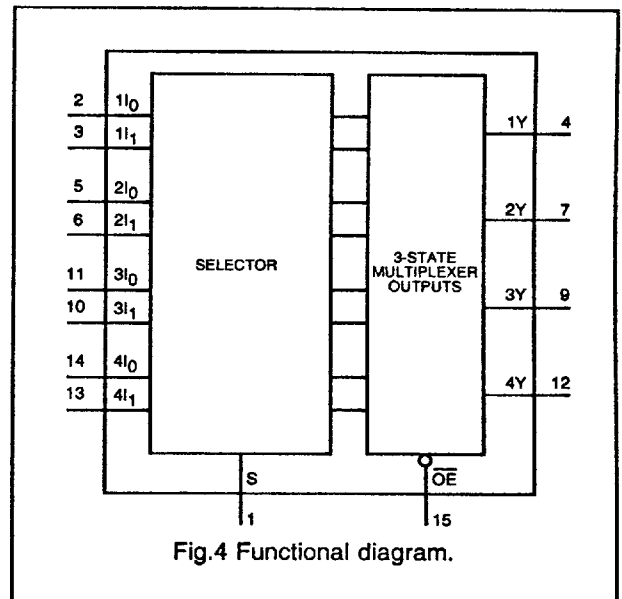 2 1I₀
3 1I₁
5 2I₀
6 2I₁
11 3I₀
10 3I₁
14 4I₀
13 4I₁
SELECTOR
3-STATE
MULTIPLEXER
OUTPUTS
1Y 4
2Y 7
3Y 9
4Y 12
S
O̅E̅
1
15
Fig.4 Functional diagram.